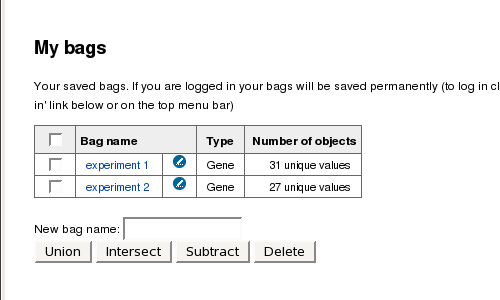 My bags
Your saved bags. If you are logged in your bags will be saved permanently (to log in
in' link below or on the top menu bar)
Bag name Type Number of objects
experiment 1 Gene 31 unique values
experiment 2 Gene 27 unique values
New bag name:
Union Intersect Subtract Delete